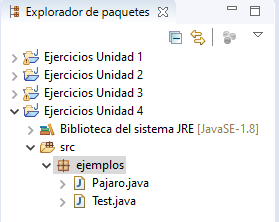 Explorador de paquetes
Ejercicios Unidad 1
Ejercicios Unidad 2
Ejercicios Unidad 3
Ejercicios Unidad 4
Biblioteca del sistema JRE [JavaSE-1.8]
src
ejemplos
Pajaro.java
Test.java